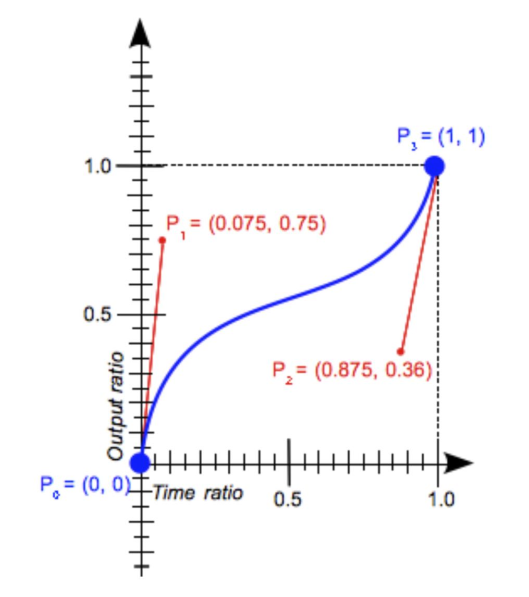 P₃ = (1, 1)
1.0
P₁ = (0.075, 0.75)
0.5
P₂ = (0.875, 0.36)
Output ratio
P₀ = (0, 0)
Time ratio
0.5
1.0